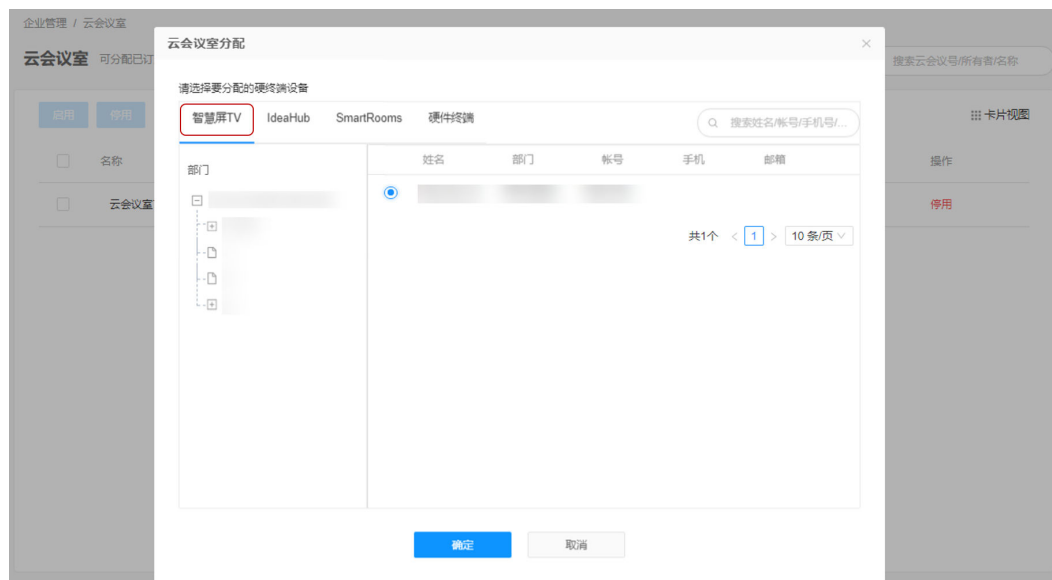 企业管理 / 云会议室
云会议室 可分配已订
搜索云会议号/所有者/名称
启用 停用
卡片视图
名称 操作
云会议室 停用
云会议室分配
请选择要分配的硬终端设备
智慧屏TV IdeaHub SmartRooms 硬件终端
搜索姓名/帐号/手机号/...
部门
姓名 部门 帐号 手机 邮箱
共1个 < 1 > 10 条/页
确定 取消